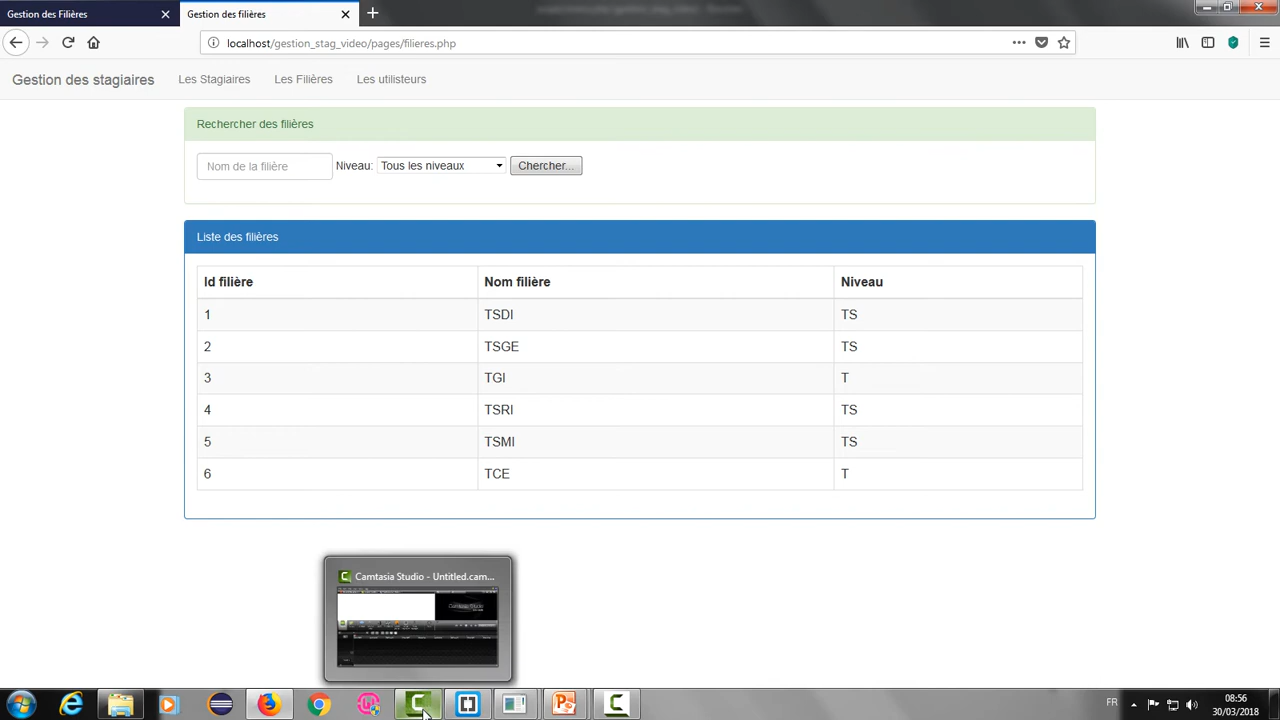 Gestion des filières
Gestion des filières
localhost/gestion_stag_video/pages/filieres.php
Gestion des stagiaires Les Stagiaires Les Filières Les utilisteurs
Rechercher des filières
Nom de la filière Niveau: Tous les niveaux Chercher...
Liste des filières
Id filière Nom filière Niveau
1 TSDI TS
2 TSGE TS
3 TGI T
4 TSRI TS
5 TSMI TS
6 TCE T
Camtasia Studio - Untitled.cam...
FR 08:56
30/03/2018